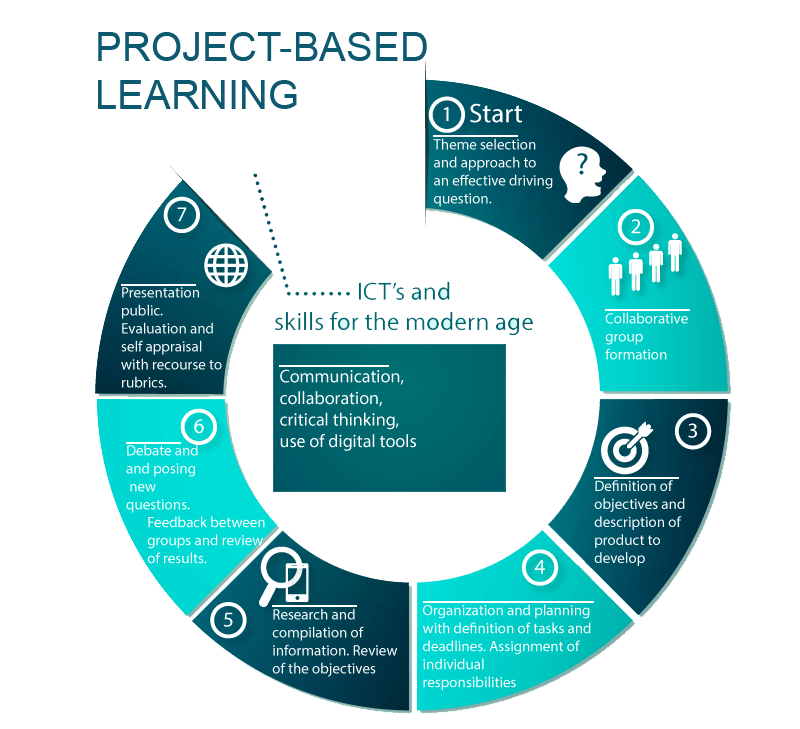 PROJECT-BASED
LEARNING
1 Start
Theme selection
and approach to
an effective driving
question.
?
2
Collaborative
group
formation
3
Definition of
objectives and
description of
product to
develop
4
Organization and planning
with definition of tasks and
deadlines. Assignment of
individual
responsibilities
5
Research and
compilation of
information. Review
of the objectives
6
Debate and
and posing
new
questions.
Feedback between
groups and review
of results.
7
Presentation
public.
Evaluation and
self appraisal
with recourse to
rubrics.
ICT's and
skills for the modern age
Communication,
collaboration,
critical thinking,
use of digital tools